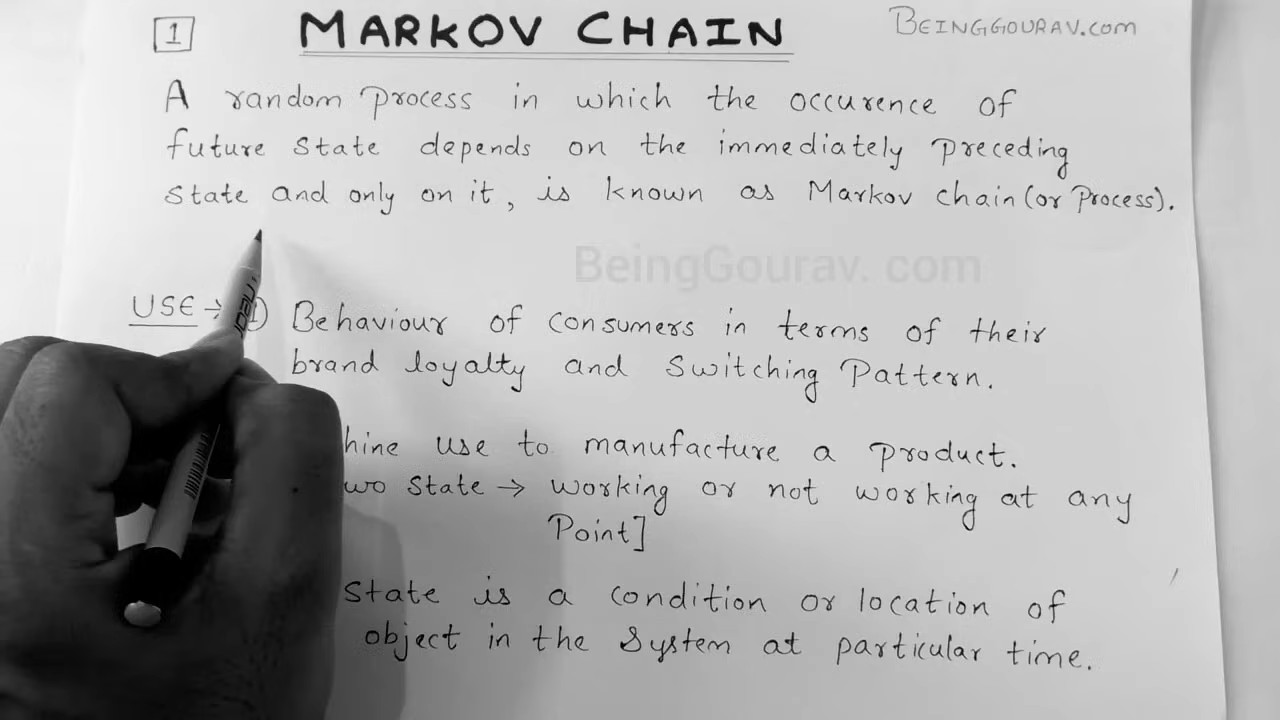 1
MARKOV CHAIN
BEINGGOURAV.com
A random process in which the occurence of
future state depends on the immediately preceding
state and only on it, is known as Markov chain (or Process).
BeingGourav. com
USE → 1) Behaviour of consumers in terms of their
brand loyalty and Switching Pattern.
hine use to manufacture a product.
wo state → working or not working at any
Point]
State is a condition or location of
object in the system at particular time.